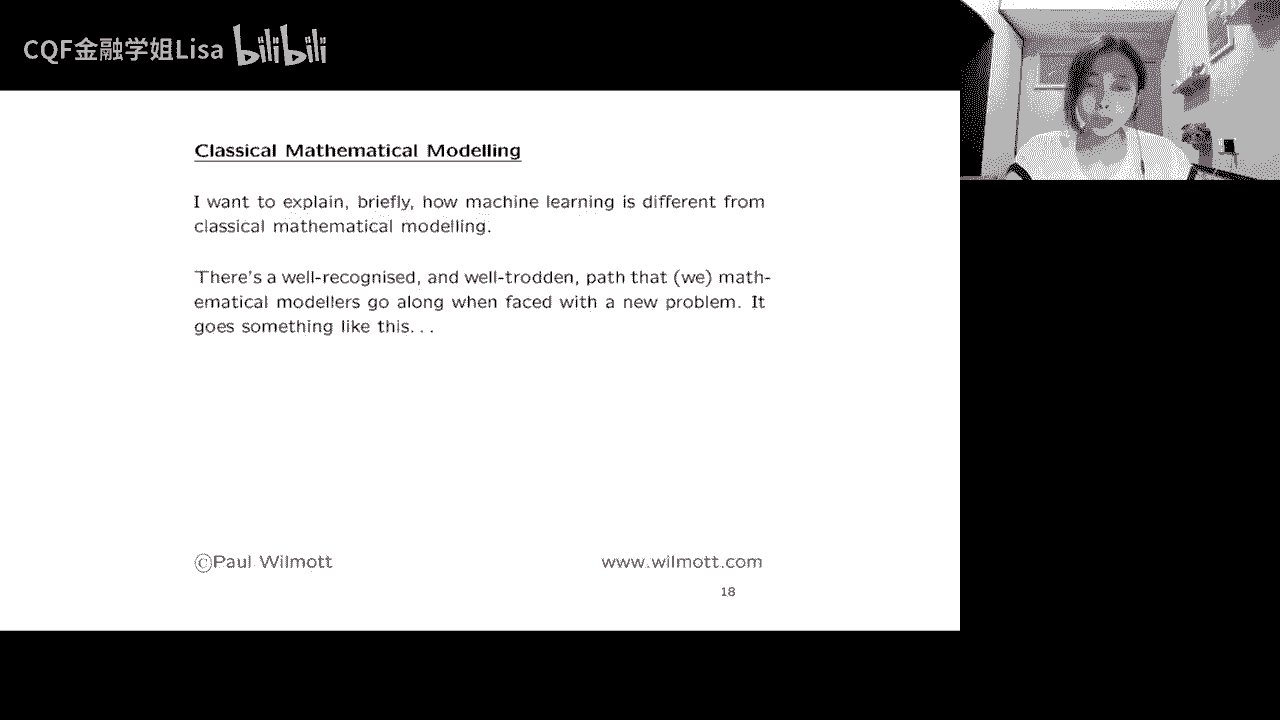 CQF金融学姐Lisa bilibili
Classical Mathematical Modelling
I want to explain, briefly, how machine learning is different from
classical mathematical modelling.
There's a well-recognised, and well-trodden, path that (we) math-
ematical modellers go along when faced with a new problem. It
goes something like this...
©Paul Wilmott www.wilmott.com
18